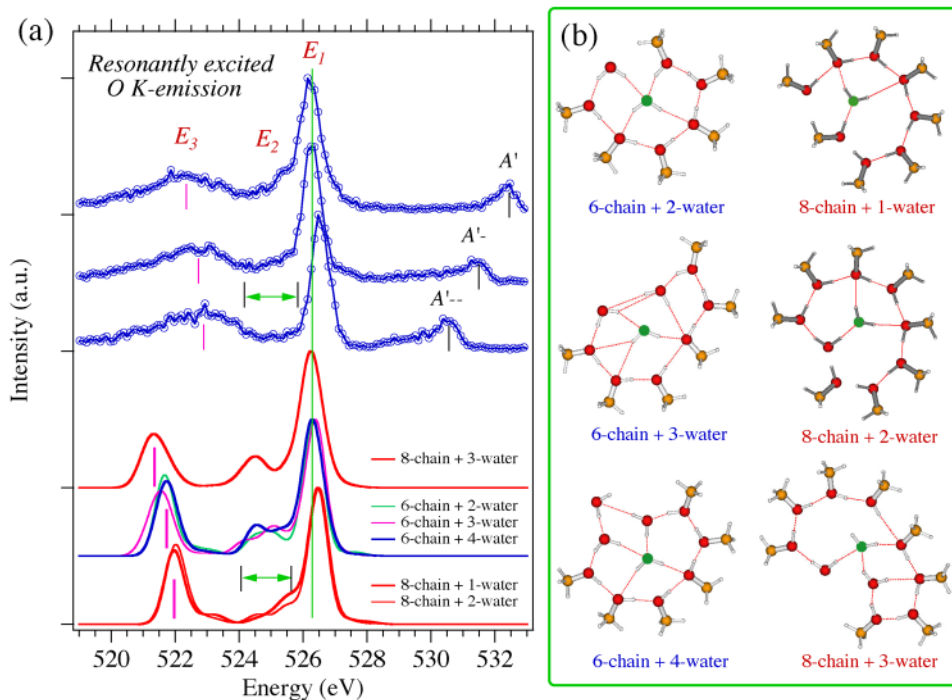 (a)
Resonantly excited
O K-emission
E1
E2
E3
A'
A'-
A'--
8-chain + 3-water
6-chain + 2-water
6-chain + 3-water
6-chain + 4-water
8-chain + 1-water
8-chain + 2-water
Intensity (a.u.)
520 522 524 526 528 530 532
Energy (eV)
(b)
6-chain + 2-water
8-chain + 1-water
6-chain + 3-water
8-chain + 2-water
6-chain + 4-water
8-chain + 3-water